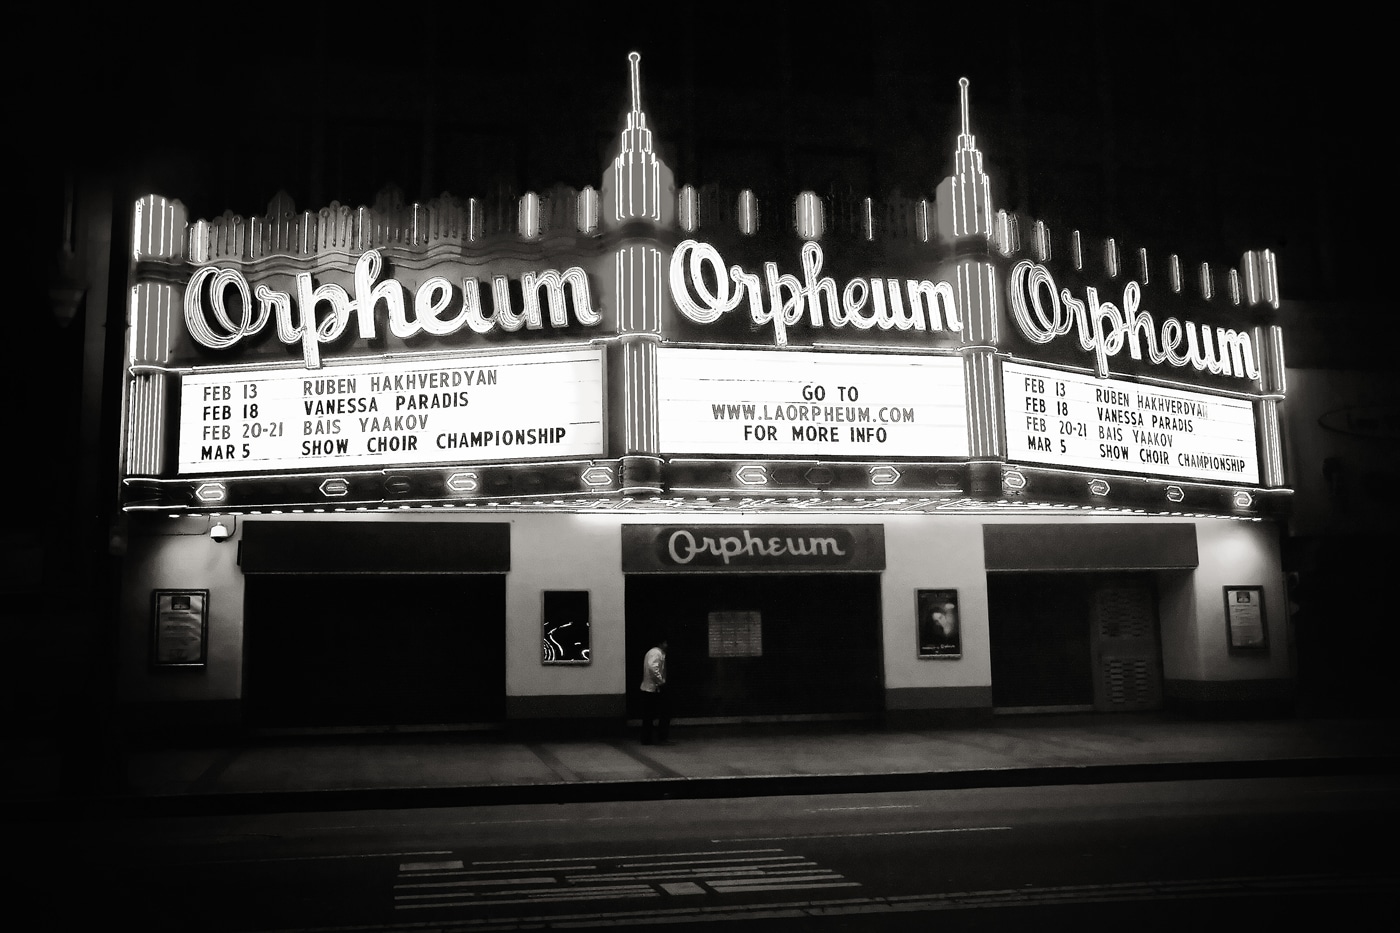 Orpheum
FEB 13 RUBEN HAKHVERDYAN
FEB 18 VANESSA PARADIS
FEB 20-21 BAIS YAAKOV
MAR 5 SHOW CHOIR CHAMPIONSHIP
Orpheum
GO TO
WWW.LAORPHEUM.COM
FOR MORE INFO
Orpheum
FEB 13 RUBEN HAKHVERDYAN
FEB 18 VANESSA PARADIS
FEB 20-21 BAIS YAAKOV
MAR 5 SHOW CHOIR CHAMPIONSHIP
Orpheum